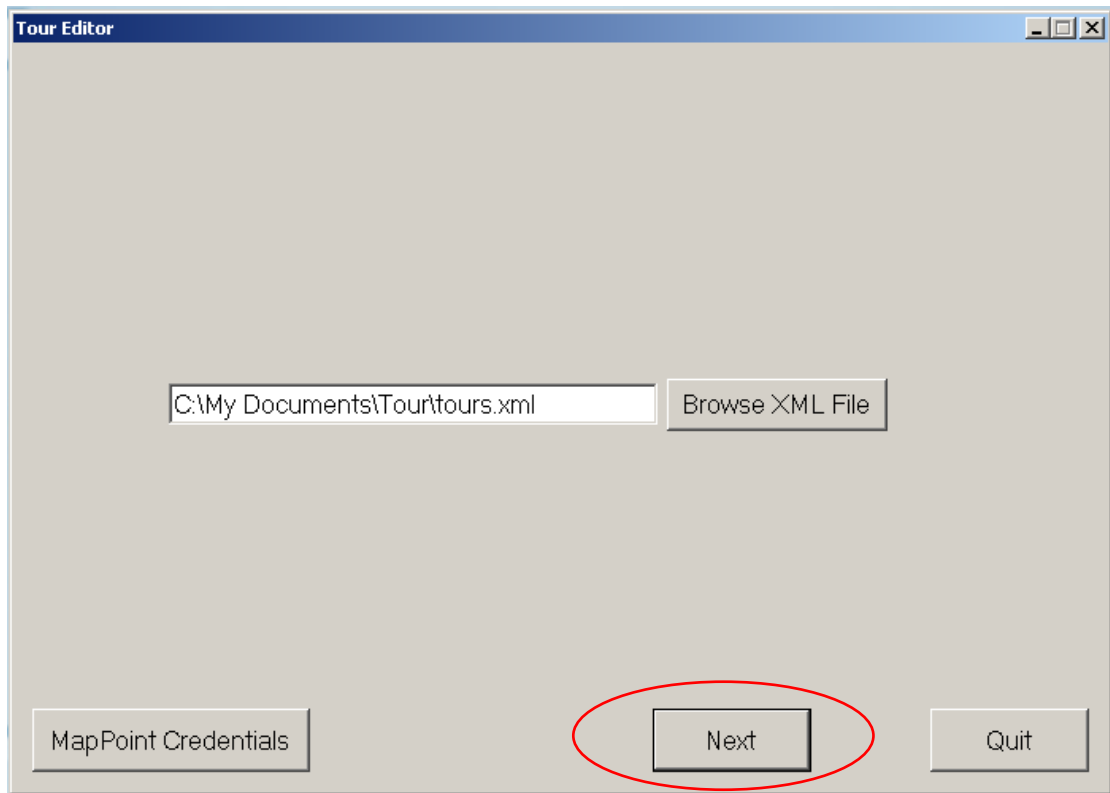 Tour Editor
C:\My Documents\Tour\tours.xml
Browse XML File
MapPoint Credentials
Next
Quit